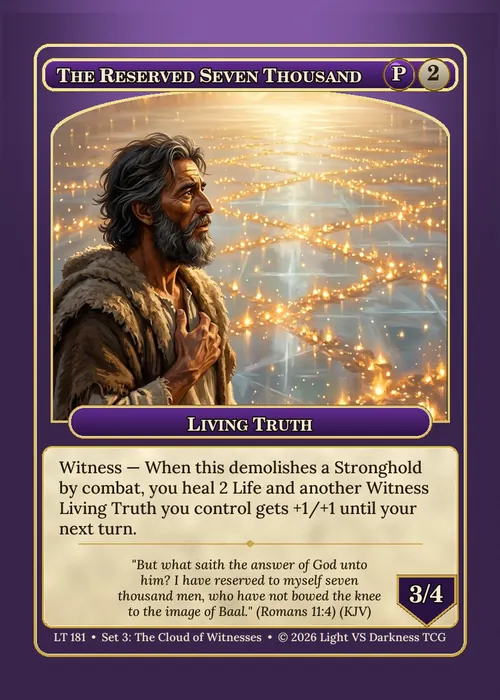 The Reserved Seven Thousand P 2
Living Truth
Witness — When this demolishes a Stronghold
by combat, you heal 2 Life and another Witness
Living Truth you control gets +1/+1 until your
next turn.
"But what saith the answer of God unto
him? I have reserved to myself seven
thousand men, who have not bowed the knee
to the image of Baal." (Romans 11:4) (KJV)
3/4
LT 181 • Set 3: The Cloud of Witnesses • © 2026 Light VS Darkness TCG